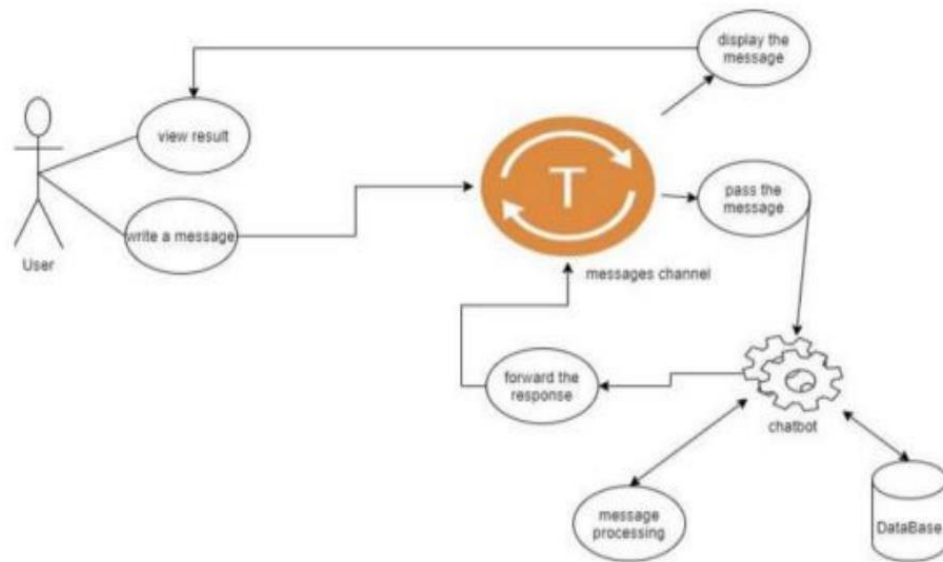 display the
message
view result
T
pass the
message
write a message
User
messages channel
forward the
response
chatbot
message
processing
DataBase